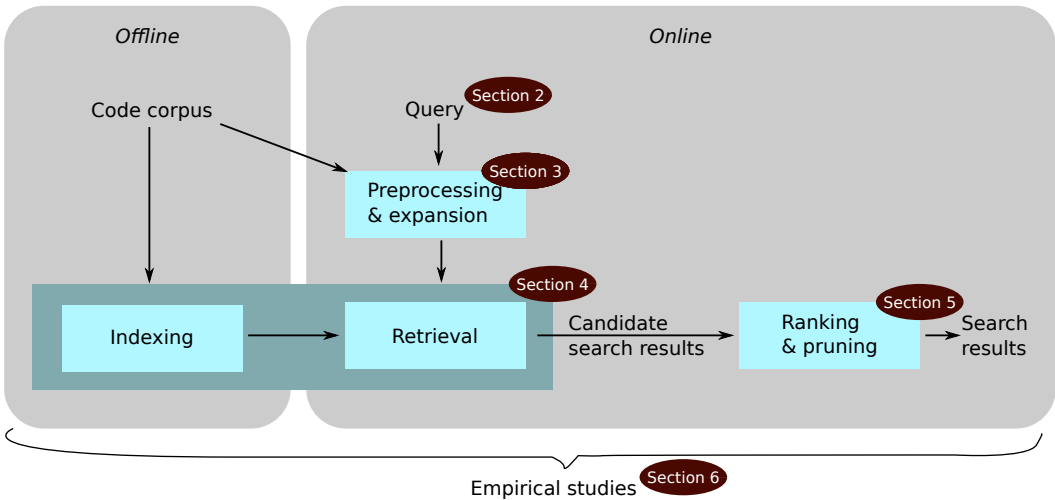 Offline
Online
Code corpus
Query
Section 2
Section 3
Preprocessing
& expansion
Section 4
Indexing
Retrieval
Candidate
search results
Section 5
Ranking
& pruning
Search
results
Empirical studies
Section 6